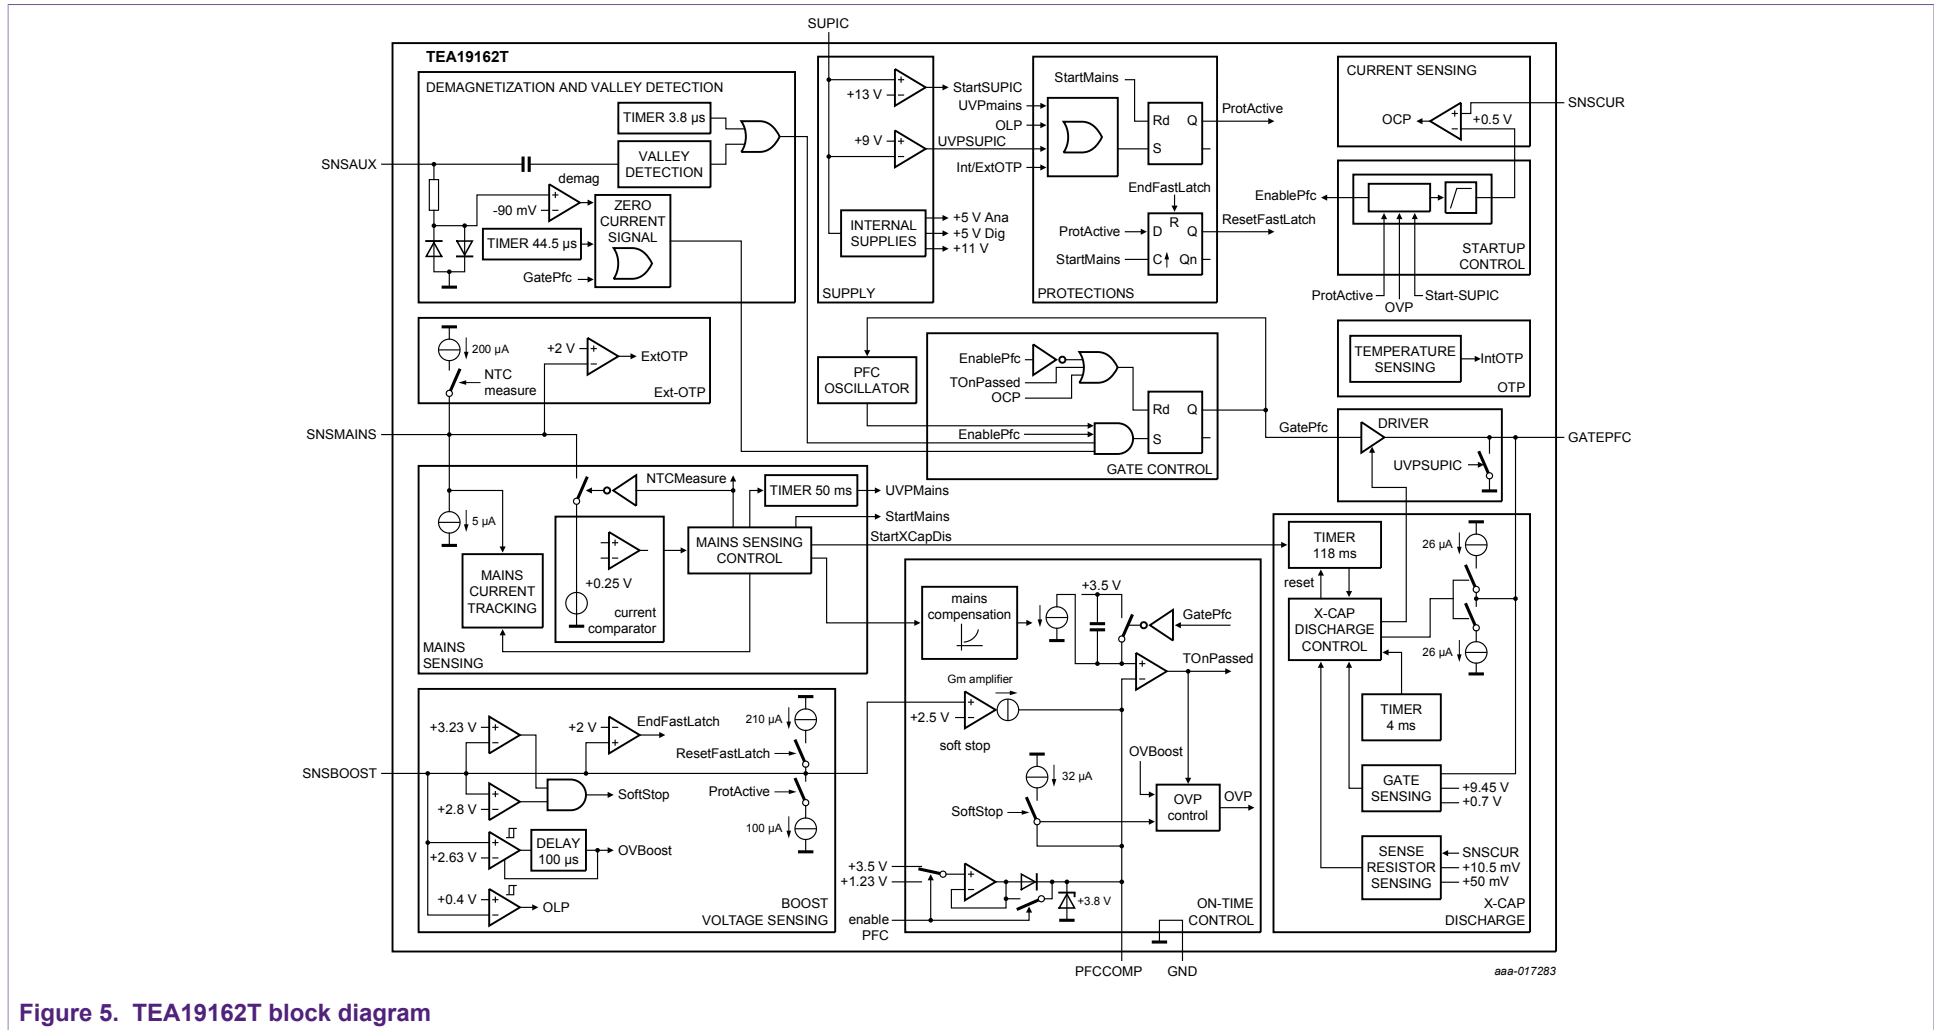 SUPIC
TEA19162T
DEMAGNETIZATION AND VALLEY DETECTION
TIMER 3.8 µs
VALLEY
DETECTION
SNSAUX
demag
-90 mV
ZERO
CURRENT
SIGNAL
TIMER 44.5 µs
GatePfc
+13 V
StartSUPIC
+9 V
UVPSUPIC
INTERNAL
SUPPLIES
+5 V Ana
+5 V Dig
+11 V
SUPPLY
StartMains
UVPmains
OLP
Int/ExtOTP
Rd Q
S
ProtActive
EndFastLatch
R
D Q
ResetFastLatch
ProtActive
StartMains
C Qn
PROTECTIONS
CURRENT SENSING
OCP
+0.5 V
SNSCUR
EnablePfc
STARTUP
CONTROL
ProtActive
OVP
Start-SUPIC
200 µA
NTC
measure
+2 V
ExtOTP
Ext-OTP
PFC
OSCILLATOR
EnablePfc
TOnPassed
OCP
EnablePfc
Rd Q
S
GATE CONTROL
TEMPERATURE
SENSING
IntOTP
OTP
SNSMAINS
GatePfc
DRIVER
UVPSUPIC
GATEPFC
NTCMeasure
TIMER 50 ms
UVPMains
StartMains
StartXCapDis
5 µA
MAINS
CURRENT
TRACKING
+0.25 V
current
comparator
MAINS SENSING
CONTROL
MAINS
SENSING
mains
compensation
+3.5 V
GatePfc
TOnPassed
Gm amplifier
+2.5 V
soft stop
OVBoost
32 µA
SoftStop
OVP
control
OVP
+3.5 V
+1.23 V
enable
PFC
+3.8 V
ON-TIME
CONTROL
TIMER
118 ms
reset
X-CAP
DISCHARGE
CONTROL
26 µA
26 µA
TIMER
4 ms
GATE
SENSING
+9.45 V
+0.7 V
SENSE
RESISTOR
SENSING
SNSCUR
+10.5 mV
+50 mV
X-CAP
DISCHARGE
SNSBOOST
+3.23 V
+2 V
EndFastLatch
210 µA
ResetFastLatch
SoftStop
+2.8 V
ProtActive
+2.63 V
DELAY
100 µs
OVBoost
100 µA
+0.4 V
OLP
BOOST
VOLTAGE SENSING
PFCCOMP
GND
aaa-017283
Figure 5. TEA19162T block diagram